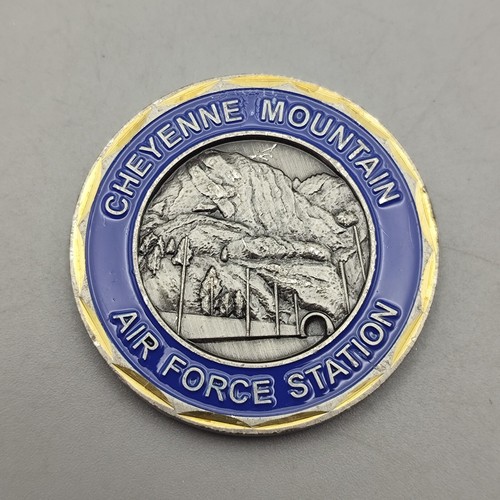 CHEYENNE MOUNTAIN
AIR FORCE STATION